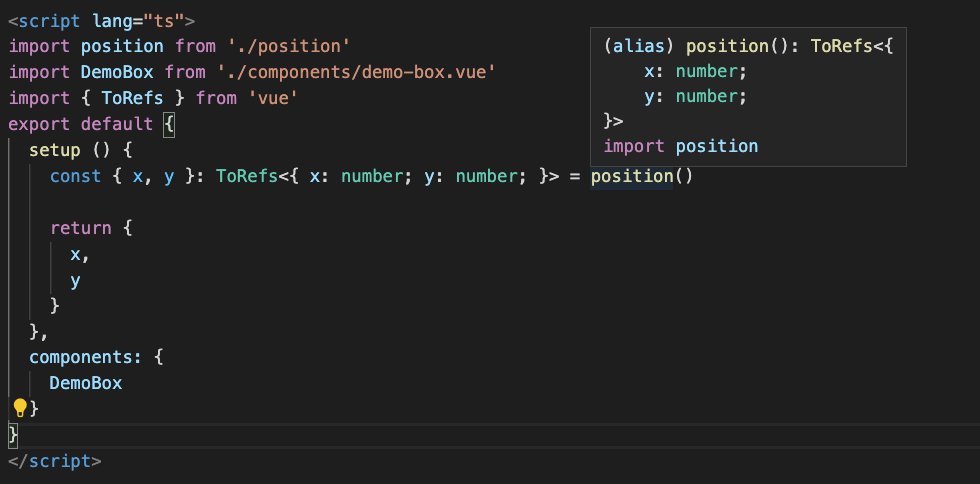 <script lang="ts">
import position from './position'
import DemoBox from './components/demo-box.vue'
import { ToRefs } from 'vue'
export default {
  setup () {
    const { x, y }: ToRefs<{ x: number; y: number; }> = position()

    return {
      x,
      y
    }
  },
  components: {
    DemoBox
  }
}
</script>
(alias) position(): ToRefs<{
    x: number;
    y: number;
}>
import position